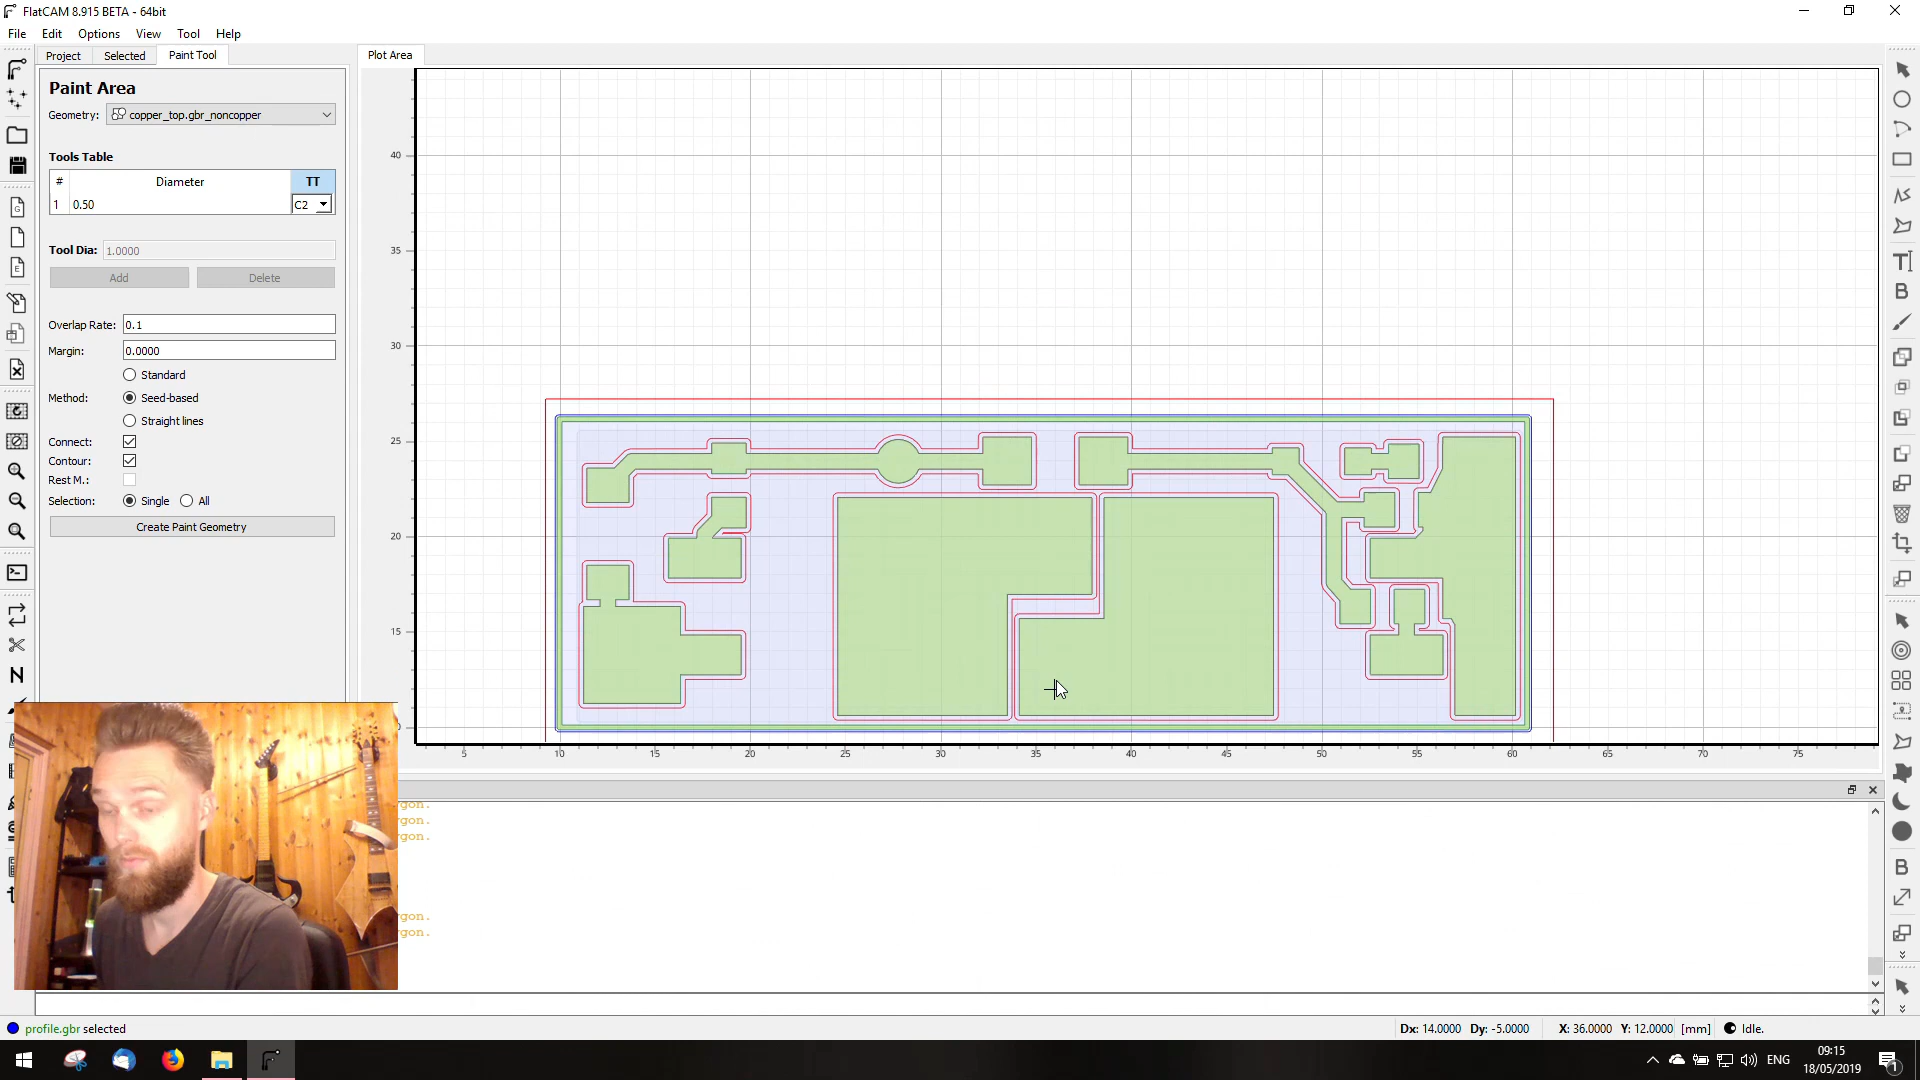 FlatCAM 8.915 BETA - 64bit
File Edit Options View Tool Help
Project Selected Paint Tool Plot Area
Paint Area
Geometry: copper_top.gbr_noncopper
Tools Table
# Diameter TT
1 0.50 C2
Tool Dia: 1.0000
Add Delete
Overlap Rate: 0.1
Margin: 0.0000
Standard
Method: Seed-based
Straight lines
Connect:
Contour:
Rest M.:
Selection: Single All
Create Paint Geometry
40
35
30
25
20
15
5 10 15 20 25 30 35 40 45 50 55 60 65 70 75
gon.
gon.
gon.
gon.
gon.
profile.gbr selected
Dx: 14.0000 Dy: -5.0000 X: 36.0000 Y: 12.0000 [mm] Idle.
ENG
09:15
18/05/2019
1